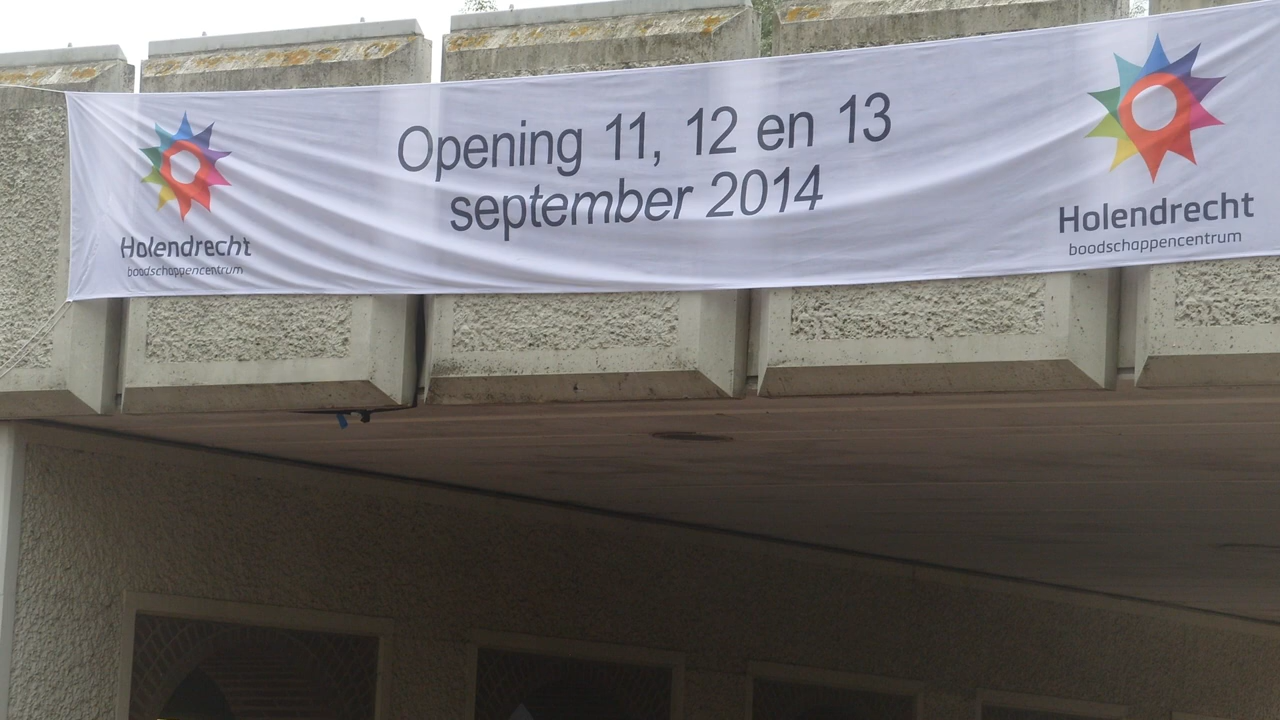 Opening 11, 12 en 13
september 2014
Holendrecht
boodschappencentrum
Holendrecht
boodschappencentrum